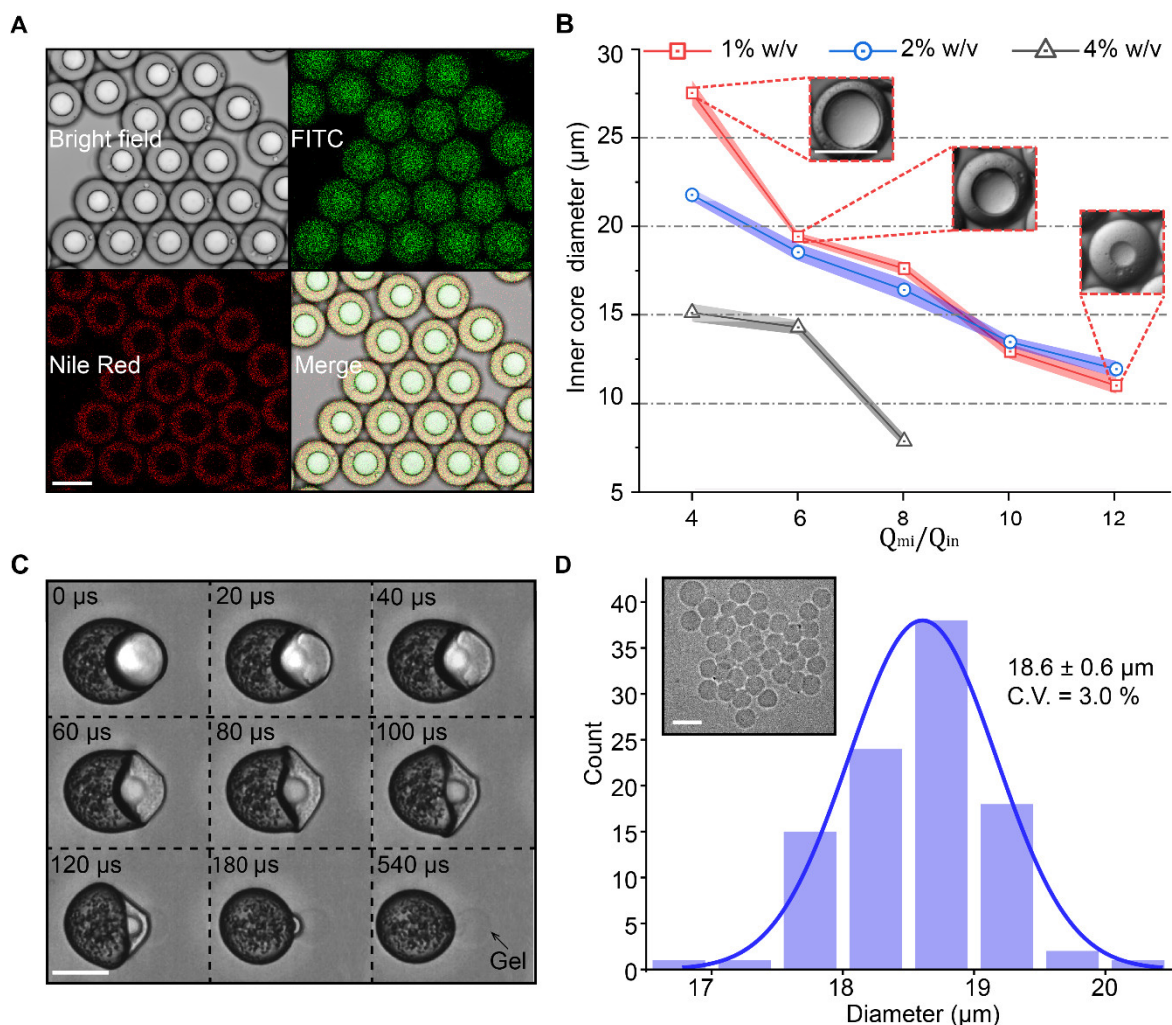 A
Bright field
FITC
Nile Red
Merge
B
1% w/v
2% w/v
4% w/v
30
25
20
15
10
5
Inner core diameter (μm)
4
6
8
10
12
Qmi/Qin
C
0 μs
20 μs
40 μs
60 μs
80 μs
100 μs
120 μs
180 μs
540 μs
Gel
D
40
35
30
25
20
15
10
5
0
Count
18.6 ± 0.6 μm
C.V. = 3.0 %
17
18
19
20
Diameter (μm)